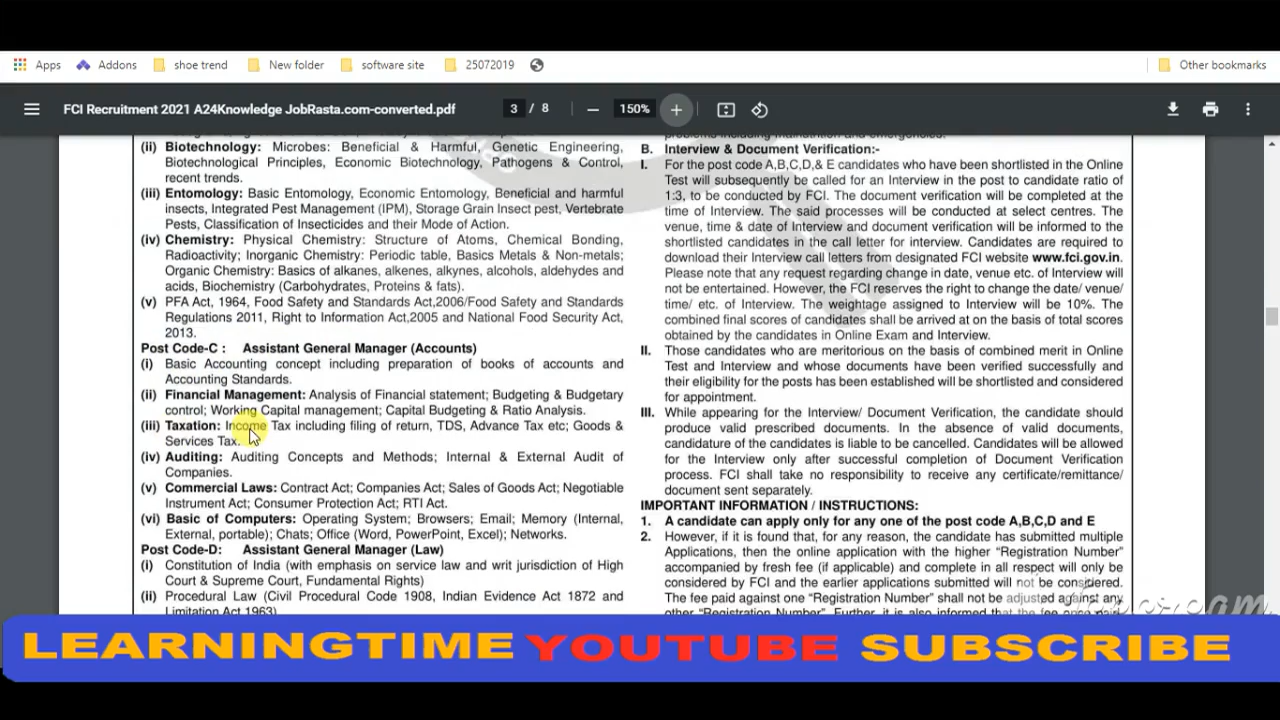 Apps Addons shoe trend New folder software site 25072019 Other bookmarks
FCI Recruitment 2021 A24Knowledge JobRasta.com-converted.pdf 3 / 8 150%
(ii) Biotechnology: Microbes: Beneficial & Harmful, Genetic Engineering,
Biotechnological Principles, Economic Biotechnology, Pathogens & Control,
recent trends.
(iii) Entomology: Basic Entomology, Economic Entomology, Beneficial and harmful
insects, Integrated Pest Management (IPM), Storage Grain Insect pest, Vertebrate
Pests, Classification of Insecticides and their Mode of Action.
(iv) Chemistry: Physical Chemistry: Structure of Atoms, Chemical Bonding,
Radioactivity; Inorganic Chemistry: Periodic table, Basics Metals & Non-metals;
Organic Chemistry: Basics of alkanes, alkenes, alkynes, alcohols, aldehydes and
acids, Biochemistry (Carbohydrates, Proteins & fats).
(v) PFA Act, 1964, Food Safety and Standards Act,2006/Food Safety and Standards
Regulations 2011, Right to Information Act,2005 and National Food Security Act,
2013.
Post Code-C : Assistant General Manager (Accounts)
(i) Basic Accounting concept including preparation of books of accounts and
Accounting Standards.
(ii) Financial Management: Analysis of Financial statement; Budgeting & Budgetary
control; Working Capital management; Capital Budgeting & Ratio Analysis.
(iii) Taxation: Income Tax including filing of return, TDS, Advance Tax etc; Goods &
Services Tax.
(iv) Auditing: Auditing Concepts and Methods; Internal & External Audit of
Companies.
(v) Commercial Laws: Contract Act; Companies Act; Sales of Goods Act; Negotiable
Instrument Act; Consumer Protection Act; RTI Act.
(vi) Basic of Computers: Operating System; Browsers; Email; Memory (Internal,
External, portable); Chats; Office (Word, PowerPoint, Excel); Networks.
Post Code-D: Assistant General Manager (Law)
(i) Constitution of India (with emphasis on service law and writ jurisdiction of High
Court & Supreme Court, Fundamental Rights)
(ii) Procedural Law (Civil Procedural Code 1908, Indian Evidence Act 1872 and
Limitation Act 1963)
problems including malnutrition and emergencies.
B. Interview & Document Verification:-
I. For the post code A,B,C,D,& E candidates who have been shortlisted in the Online
Test will subsequently be called for an Interview in the post to candidate ratio of
1:3, to be conducted by FCI. The document verification will be completed at the
time of Interview. The said processes will be conducted at select centres. The
venue, time & date of interview and document verification will be informed to the
shortlisted candidates in the call letter for interview. Candidates are required to
download their Interview call letters from designated FCI website www.fci.gov.in.
Please note that any request regarding change in date, venue etc. of Interview will
not be entertained. However, the FCI reserves the right to change the date/ venue/
time/ etc. of Interview. The weightage assigned to Interview will be 10%. The
combined final scores of candidates shall be arrived at on the basis of total scores
obtained by the candidates in Online Exam and Interview.
II. Those candidates who are meritorious on the basis of combined merit in Online
Test and Interview and whose documents have been verified successfully and
their eligibility for the posts has been established will be shortlisted and considered
for appointment.
III. While appearing for the Interview/ Document Verification, the candidate should
produce valid prescribed documents. In the absence of valid documents,
candidature of the candidates is liable to be cancelled. Candidates will be allowed
for the Interview only after successful completion of Document Verification
process. FCI shall take no responsibility to receive any certificate/remittance/
document sent separately.
IMPORTANT INFORMATION / INSTRUCTIONS:
1. A candidate can apply only for any one of the post code A,B,C,D and E
2. However, if it is found that, for any reason, the candidate has submitted multiple
Applications, then the online application with the higher "Registration Number"
accompanied by fresh fee (if applicable) and complete in all respect will only be
considered by FCI and the earlier applications submitted will not be considered.
The fee paid against one "Registration Number" shall not be adjusted against any
other "Registration Number". Further, it is also informed that the fee once paid
LEARNINGTIME YOUTUBE SUBSCRIBE